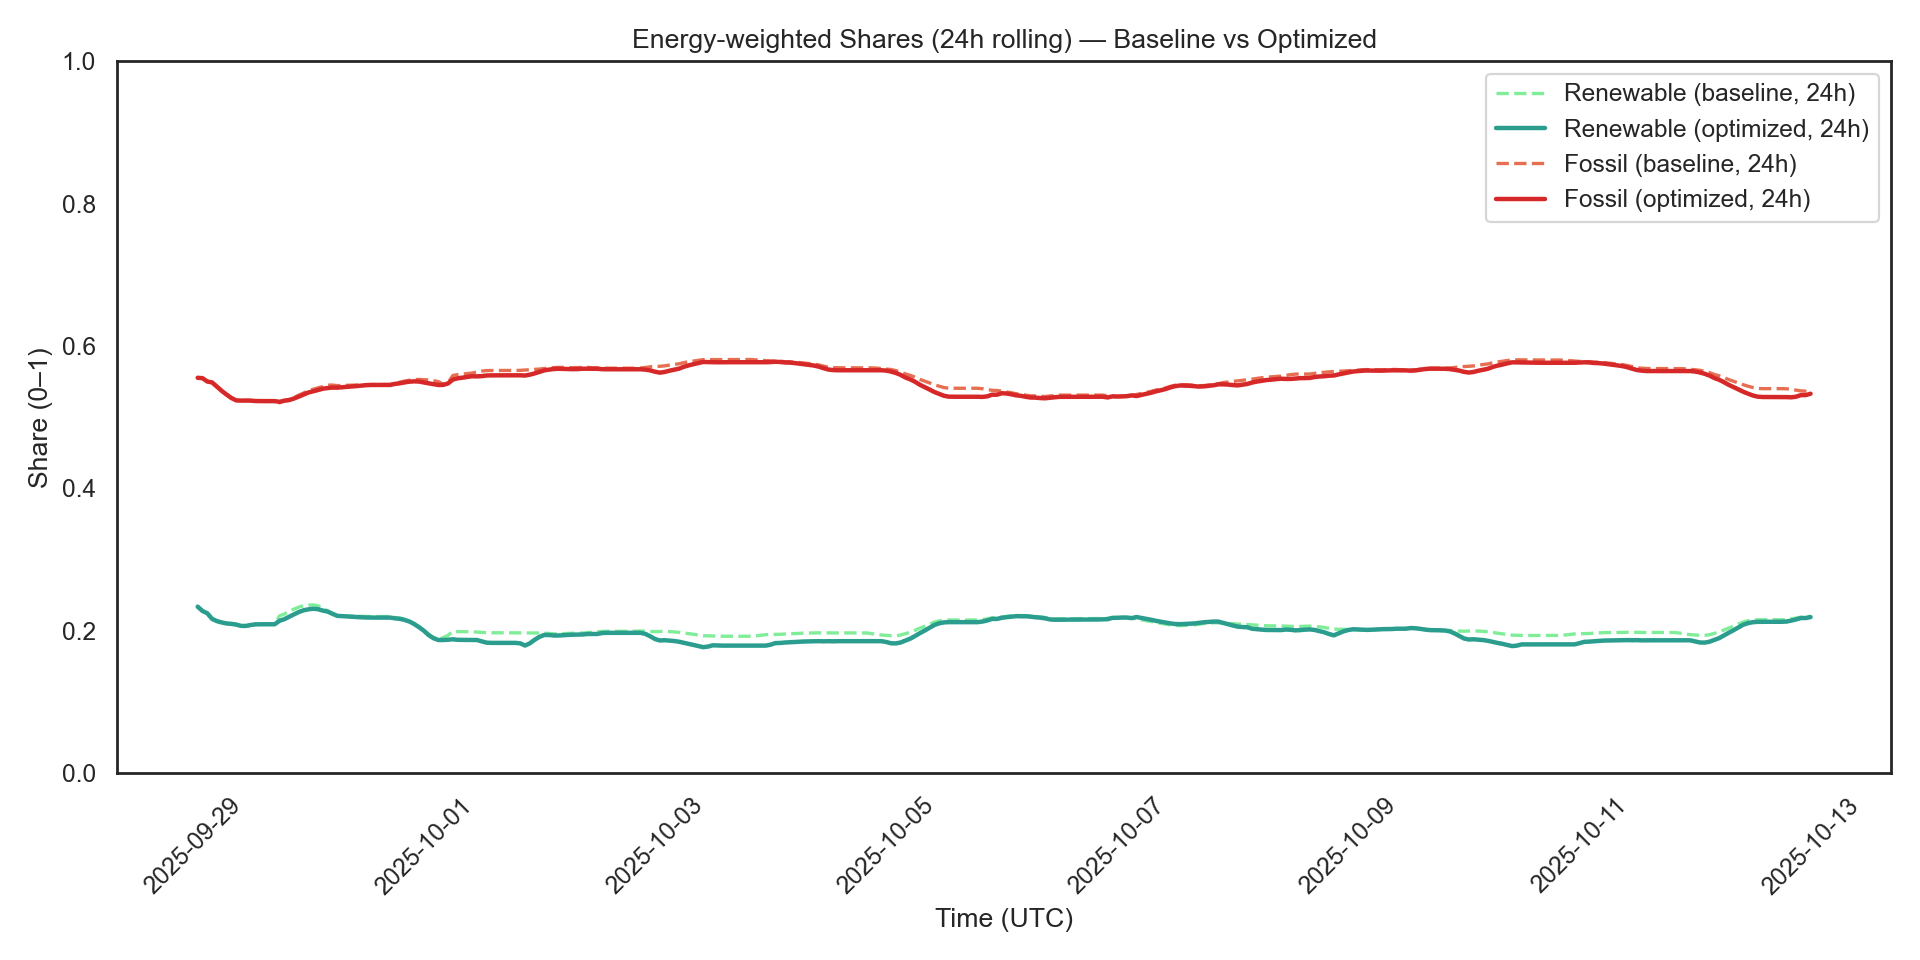 Energy-weighted Shares (24h rolling) — Baseline vs Optimized
1.0
0.8
0.6
0.4
0.2
0.0
Share (0–1)
Renewable (baseline, 24h)
Renewable (optimized, 24h)
Fossil (baseline, 24h)
Fossil (optimized, 24h)
2025-09-29
2025-10-01
2025-10-03
2025-10-05
2025-10-07
2025-10-09
2025-10-11
2025-10-13
Time (UTC)